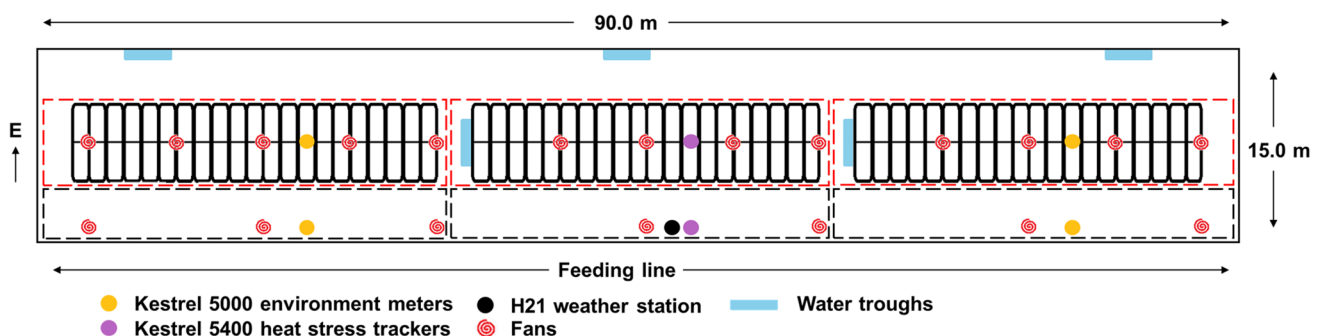 90.0 m
E
15.0 m
Feeding line
Kestrel 5000 environment meters
H21 weather station
Water troughs
Kestrel 5400 heat stress trackers
Fans